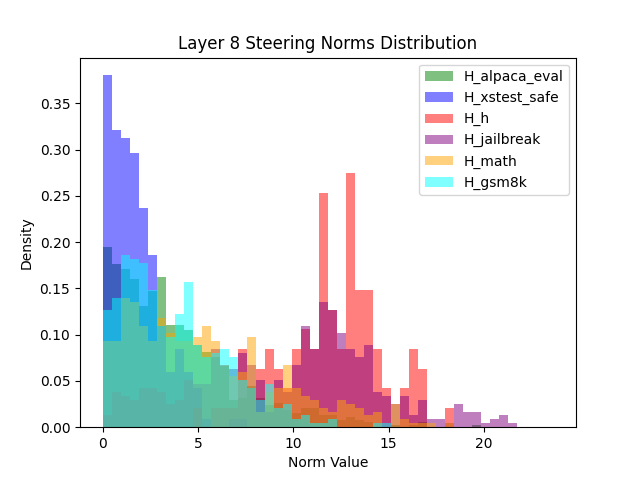 Layer 8 Steering Norms Distribution
H_alpaca_eval
H_xstest_safe
H_h
H_jailbreak
H_math
H_gsm8k
Density
0.35
0.30
0.25
0.20
0.15
0.10
0.05
0.00
0 5 10 15 20
Norm Value